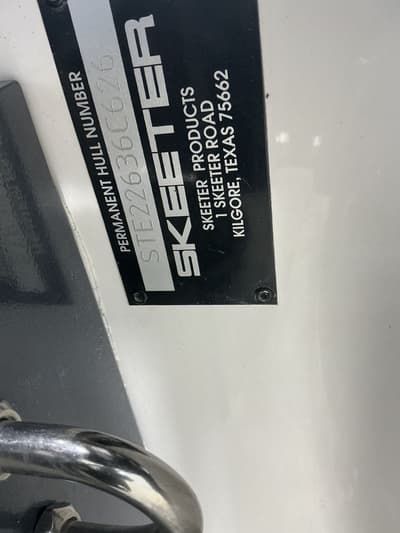 PERMANENT HULL NUMBER
STE22636C626
SKEETER
SKEETER PRODUCTS
1 SKEETER ROAD
KILGORE, TEXAS 75662